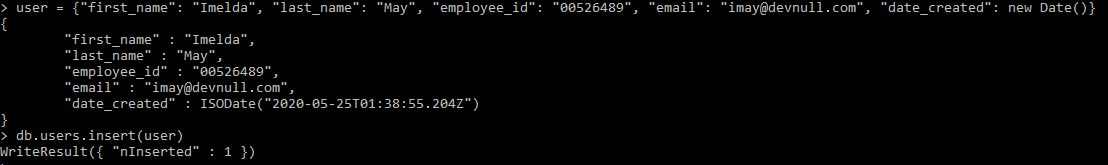 > user = {"first_name": "Imelda", "last_name": "May", "employee_id": "00526489", "email": "imay@devnull.com", "date_created": new Date()}
{
        "first_name" : "Imelda",
        "last_name" : "May",
        "employee_id" : "00526489",
        "email" : "imay@devnull.com",
        "date_created" : ISODate("2020-05-25T01:38:55.204Z")
}
> db.users.insert(user)
WriteResult({ "nInserted" : 1 })